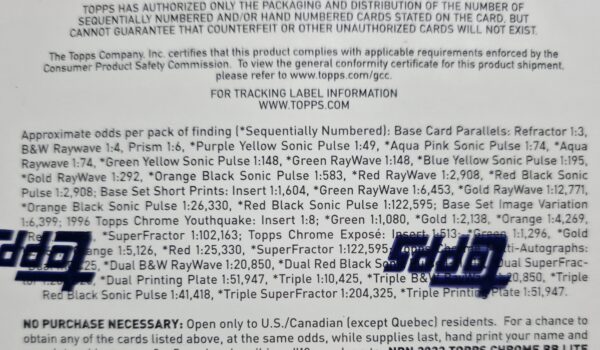 TOPPS HAS AUTHORIZED ONLY THE PACKAGING AND DISTRIBUTION OF THE NUMBER OF
SEQUENTIALLY NUMBERED AND/OR HAND NUMBERED CARDS STATED ON THE CARD, BUT
CANNOT GUARANTEE THAT COUNTERFEIT OR OTHER UNAUTHORIZED CARDS WILL NOT EXIST.
The Topps Company, Inc. certifies that this product complies with applicable requirements enforced by the
Consumer Product Safety Commission. To view the general conformity certificate for this product shipment,
please refer to www.topps.com/gcc.
FOR TRACKING LABEL INFORMATION
WWW.TOPPS.COM
Approximate odds per pack of finding (*Sequentially Numbered): Base Card Parallels: Refractor 1:3,
B&W Raywave 1:4, Prism 1:6, *Purple Yellow Sonic Pulse 1:49, *Aqua Pink Sonic Pulse 1:74, *Aqua
Raywave 1:74, *Green Yellow Sonic Pulse 1:148, *Green RayWave 1:148, *Blue Yellow Sonic Pulse 1:195,
*Gold RayWave 1:292, *Orange Black Sonic Pulse 1:583, *Red RayWave 1:2,908, *Red Black Sonic
Pulse 1:2,908; Base Set Short Prints: Insert 1:1,604, *Green RayWave 1:6,453, *Gold RayWave 1:12,771,
*Orange Black Sonic Pulse 1:26,330, *Red Black Sonic Pulse 1:122,595; Base Set Image Variation
1:6,399; 1996 Topps Chrome Youthquake: Insert 1:8; *Green 1:1,080, *Gold 1:2,138, *Orange 1:4,269,
*SuperFractor 1:102,163; Topps Chrome Exposé: Insert 1:513, *Green 1:1,296, *Gold
1:5,126, *Red 1:25,330, *SuperFractor 1:122,595;
*Dual B&W RayWave 1:20,850, *Dual Red Black
*Dual Printing Plate 1:51,947, *Triple 1:10,425, *Triple B&W *Triple
Red Black Sonic Pulse 1:41,418, *Triple SuperFractor 1:204,325, *Triple Printing Plate 1:51,947.
topps
topps
NO PURCHASE NECESSARY: Open only to U.S./Canadian (except Quebec) residents. For a chance to
obtain any of the cards listed above, at the same odds, while supplies last, hand print your name and